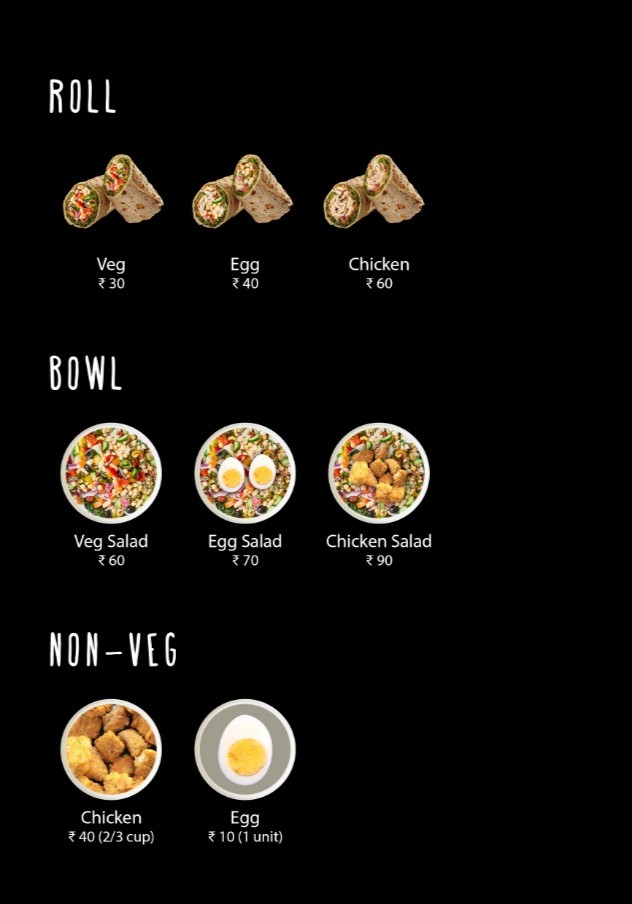 ROLL
Veg
₹ 30
Egg
₹ 40
Chicken
₹ 60
BOWL
Veg Salad
₹ 60
Egg Salad
₹ 70
Chicken Salad
₹ 90
NON-VEG
Chicken
₹ 40 (2/3 cup)
Egg
₹ 10 (1 unit)